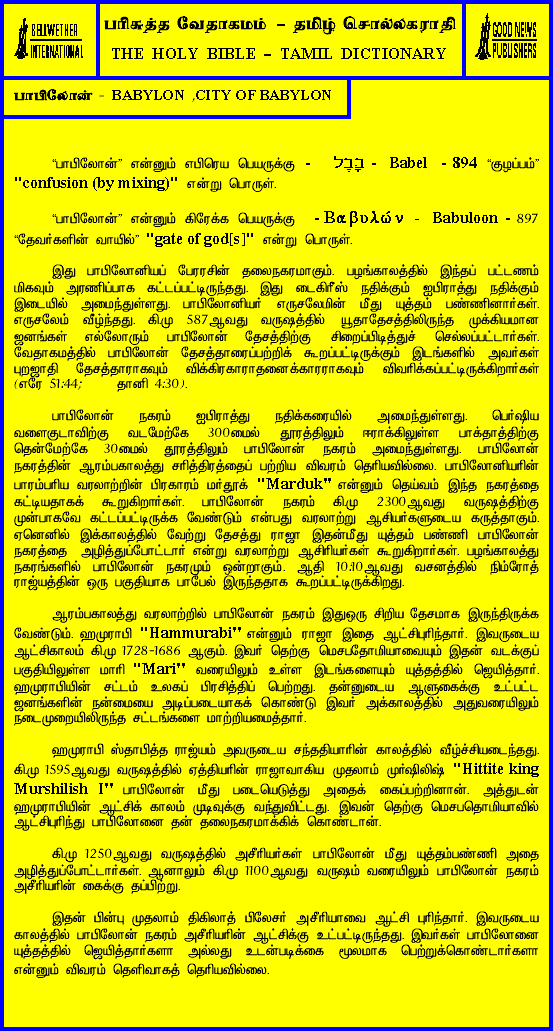 BELLWETHER
INTERNATIONAL
பரிசுத்த வேதாகமம் – தமிழ் சொல்லகராதி
THE HOLY BIBLE – TAMIL DICTIONARY
GOOD NEWS
PUBLISHERS
பாபிலோன் - BABYLON ,CITY OF BABYLON
“பாபிலோன்” என்னும் எபிரெய பெயருக்கு - בָּבֶל - Babel - 894 “குழப்பம்”
"confusion (by mixing)" என்று பொருள்.
“பாபிலோன்” என்னும் கிரேக்க பெயருக்கு - Βαβυλών - Babuloon - 897
“தேவர்களின் வாயில்” "gate of god[s]" என்று பொருள்.
இது பாபிலோனியப் பேரரசின் தலைநகரமாகும். பழங்காலத்தில் இந்தப் பட்டணம்
மிகவும் அரணிப்பாக கட்டப்பட்டிருந்தது. இது டைகிரீஸ் நதிக்கும் ஐபிராத்து நதிக்கும்
இடையில் அமைந்துள்ளது. பாபிலோனியர் எருசலேமின் மீது யுத்தம் பண்ணினார்கள்.
எருசலேம் வீழ்ந்தது. கி.மு 587ஆவது வருஷத்தில் யூதாதேசத்திலிருந்த முக்கியமான
ஜனங்கள் எல்லோரும் பாபிலோன் தேசத்திற்கு சிறைப்பிடித்துச் செல்லப்பட்டார்கள்.
வேதாகமத்தில் பாபிலோன் தேசத்தாரைப்பற்றிக் கூறப்பட்டிருக்கும் இடங்களில் அவர்கள்
புறஜாதி தேசத்தாராகவும் விக்கிரகாராதனைக்காரராகவும் விவரிக்கப்பட்டிருக்கிறார்கள்
(எரே 51:44; தானி 4:30).
பாபிலோன் நகரம் ஐபிராத்து நதிக்கரையில் அமைந்துள்ளது. பெர்ஷிய
வளைகுடாவிற்கு வடமேற்கே 300மைல் தூரத்திலும் ஈராக்கிலுள்ள பாக்தாத்திற்கு
தென்மேற்கே 30மைல் தூரத்திலும் பாபிலோன் நகரம் அமைந்துள்ளது. பாபிலோன்
நகரத்தின் ஆரம்பகாலத்து சரித்திரத்தைப் பற்றிய விவரம் தெரியவில்லை. பாபிலோனியரின்
பாரம்பரிய வரலாற்றின் பிரகாரம் மர்தூக் "Marduk" என்னும் தெய்வம் இந்த நகரத்தை
கட்டியதாகக் கூறுகிறார்கள். பாபிலோன் நகரம் கி.மு 2300ஆவது வருஷத்திற்கு
முன்பாகவே கட்டப்பட்டிருக்க வேண்டும் என்பது வரலாற்று ஆசியர்களுடைய கருத்தாகும்.
ஏனெனில் இக்காலத்தில் வேற்று தேசத்து ராஜா இதன்மீது யுத்தம் பண்ணி பாபிலோன்
நகரத்தை அழித்துப்போட்டார் என்று வரலாற்று ஆசிரியர்கள் கூறுகிறார்கள். பழங்காலத்து
நகரங்களில் பாபிலோன் நகரமும் ஒன்றாகும். ஆதி 10:10ஆவது வசனத்தில் நிம்ரோத்
ராஜ்யத்தின் ஒரு பகுதியாக பாபேல் இருந்ததாக கூறப்பட்டிருக்கிறது.
ஆரம்பகாலத்து வரலாற்றில் பாபிலோன் நகரம் இதுஒரு சிறிய தேசமாக இருந்திருக்க
வேண்டும். ஹமுராபி "Hammurabi" என்னும் ராஜா இதை ஆட்சிபுரிந்தார். இவருடைய
ஆட்சிகாலம் கி.மு 1728-1686 ஆகும். இவர் தெற்கு மெசபதோமியாவையும் இதன் வடக்குப்
பகுதியிலுள்ள மாரி "Mari" வரையிலும் உள்ள இடங்களையும் யுத்தத்தில் ஜெயித்தார்.
ஹமுராபியின் சட்டம் உலகப் பிரசித்திப் பெற்றது. தன்னுடைய ஆளுகைக்கு உட்பட்ட
ஜனங்களின் நன்மையை அடிப்படையாகக் கொண்டு இவர் அக்காலத்தில் அதுவரையிலும்
நடைமுறையிலிருந்த சட்டங்களை மாற்றியமைத்தார்.
ஹமுராபி ஸ்தாபித்த ராஜ்யம் அவருடைய சந்ததியாரின் காலத்தில் வீழ்ச்சியடைந்தது.
கி.மு 1595ஆவது வருஷத்தில் ஏத்தியரின் ராஜாவாகிய முதலாம் முர்ஷிலிஷ் "Hittite king
Murshilish I" பாபிலோன் மீது படையெடுத்து அதைக் கைப்பற்றினான். அத்துடன்
ஹமுராபியின் ஆட்சிக் காலம் முடிவுக்கு வந்துவிட்டது. இவன் தெற்கு மெசபதொமியாவில்
ஆட்சிபுரிந்து பாபிலோனை தன் தலைநகரமாக்கிக் கொண்டான்.
கி.மு 1250ஆவது வருஷத்தில் அசீரியர்கள் பாபிலோன் மீது யுத்தம்பண்ணி அதை
அழித்துப்போட்டார்கள். ஆனாலும் கி.மு 1100ஆவது வருஷம் வரையிலும் பாபிலோன் நகரம்
அசீரியரின் கைக்கு தப்பிற்று.
இதன் பின்பு முதலாம் திகிலாத் பிலேசர் அசீரியாவை ஆட்சி புரிந்தார். இவருடைய
காலத்தில் பாபிலோன் நகரம் அசீரியரின் ஆட்சிக்கு உட்பட்டிருந்தது. இவர்கள் பாபிலோனை
யுத்தத்தில் ஜெயித்தார்களா அல்லது உடன்படிக்கை மூலமாக பெற்றுக்கொண்டார்களா
என்னும் விவரம் தெளிவாகத் தெரியவில்லை.